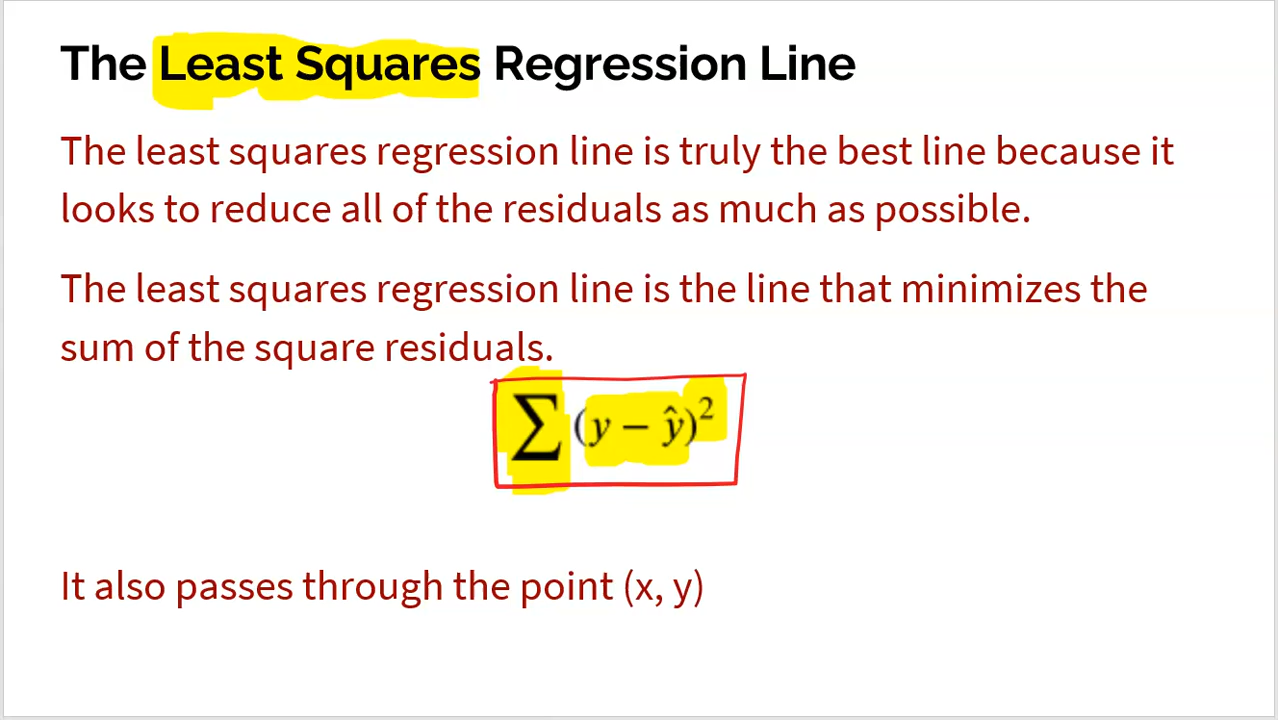 The Least Squares Regression Line
The least squares regression line is truly the best line because it
looks to reduce all of the residuals as much as possible.
The least squares regression line is the line that minimizes the
sum of the square residuals.
∑ (y − ŷ)²
It also passes through the point (x, y)